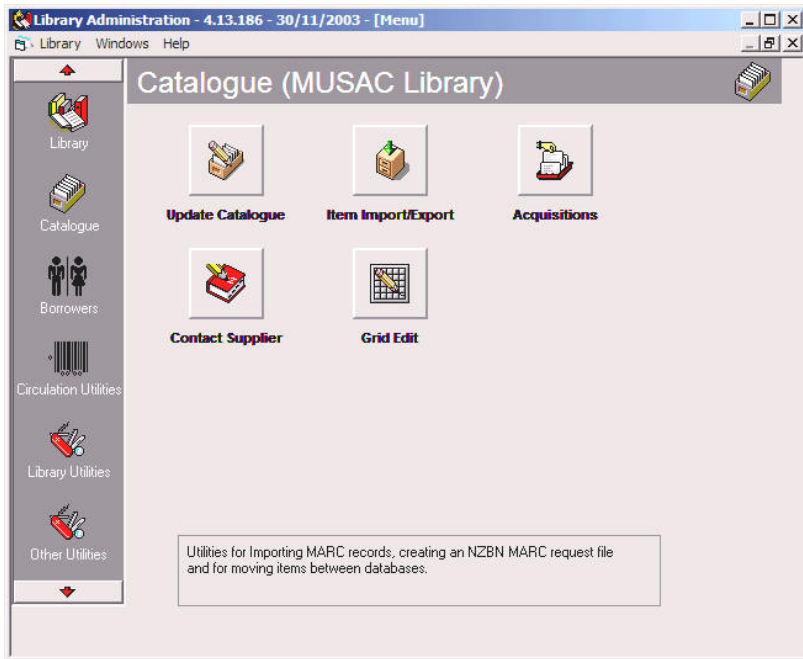 Library Administration - 4.13.186 - 30/11/2003 - [Menu]
Library Windows Help
Catalogue (MUSAC Library)
Library
Catalogue
Borrowers
Circulation Utilities
Library Utilities
Other Utilities
Update Catalogue Item Import/Export Acquisitions
Contact Supplier Grid Edit
Utilities for Importing MARC records, creating an NZBN MARC request file
and for moving items between databases.